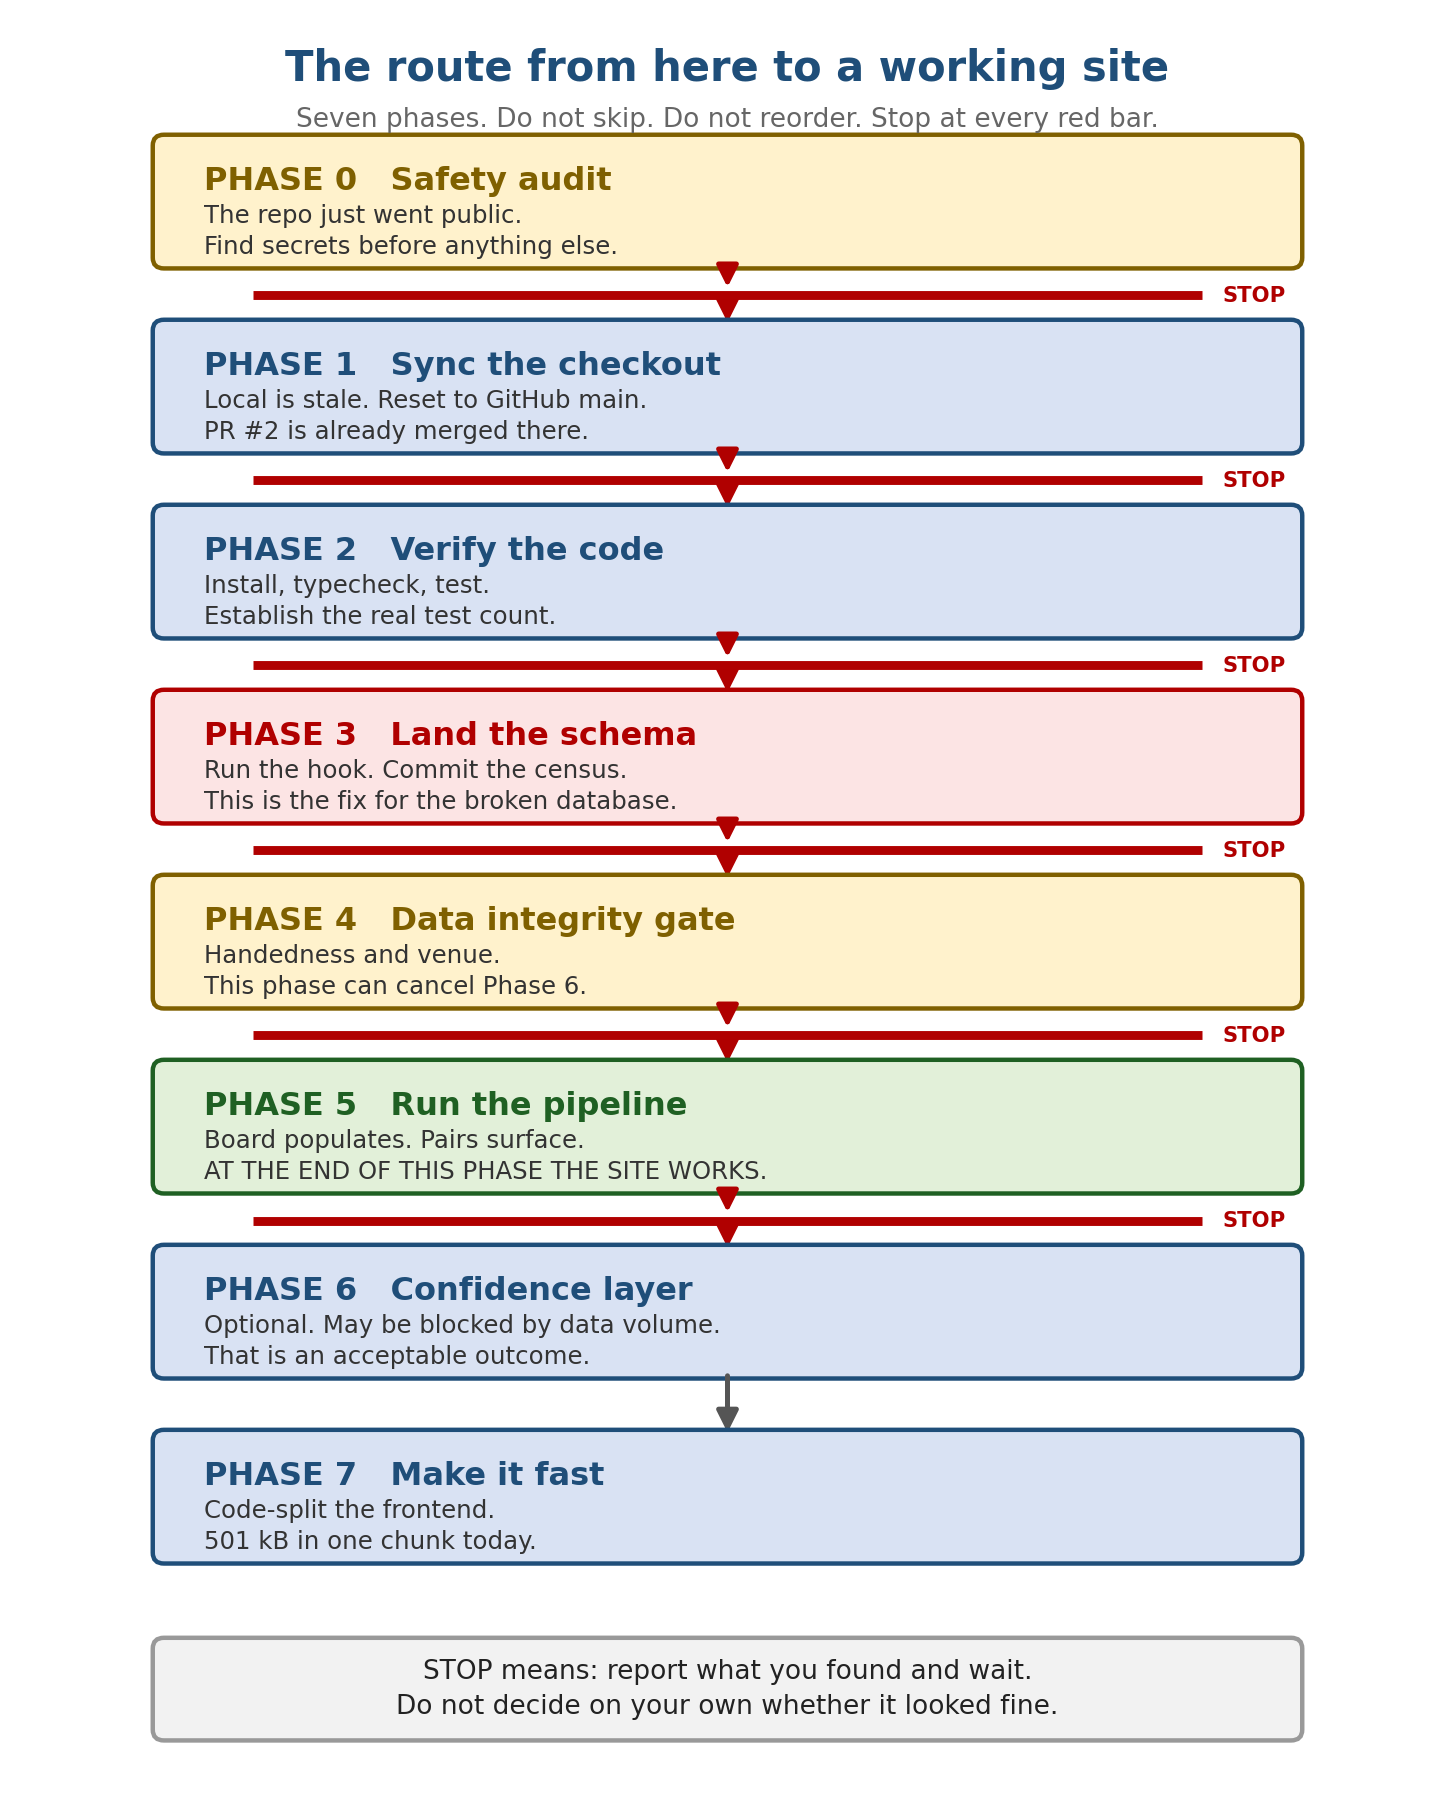 The route from here to a working site
Seven phases. Do not skip. Do not reorder. Stop at every red bar.
PHASE 0 Safety audit
The repo just went public.
Find secrets before anything else.
STOP
PHASE 1 Sync the checkout
Local is stale. Reset to GitHub main.
PR #2 is already merged there.
STOP
PHASE 2 Verify the code
Install, typecheck, test.
Establish the real test count.
STOP
PHASE 3 Land the schema
Run the hook. Commit the census.
This is the fix for the broken database.
STOP
PHASE 4 Data integrity gate
Handedness and venue.
This phase can cancel Phase 6.
STOP
PHASE 5 Run the pipeline
Board populates. Pairs surface.
AT THE END OF THIS PHASE THE SITE WORKS.
STOP
PHASE 6 Confidence layer
Optional. May be blocked by data volume.
That is an acceptable outcome.
PHASE 7 Make it fast
Code-split the frontend.
501 kB in one chunk today.
STOP means: report what you found and wait.
Do not decide on your own whether it looked fine.